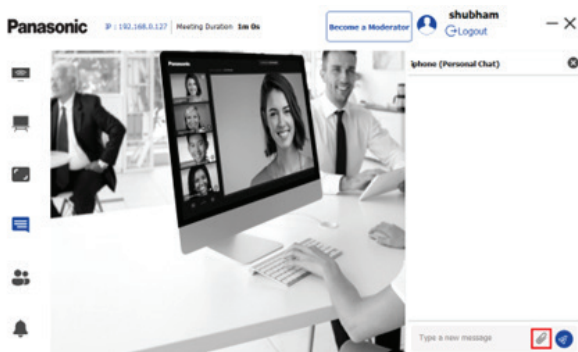 Panasonic
IP : 192.168.0.127
Meeting Duration 1m 0s
Become a Moderator
shubham
Logout
iphone (Personal Chat)
Panasonic
Type a new message